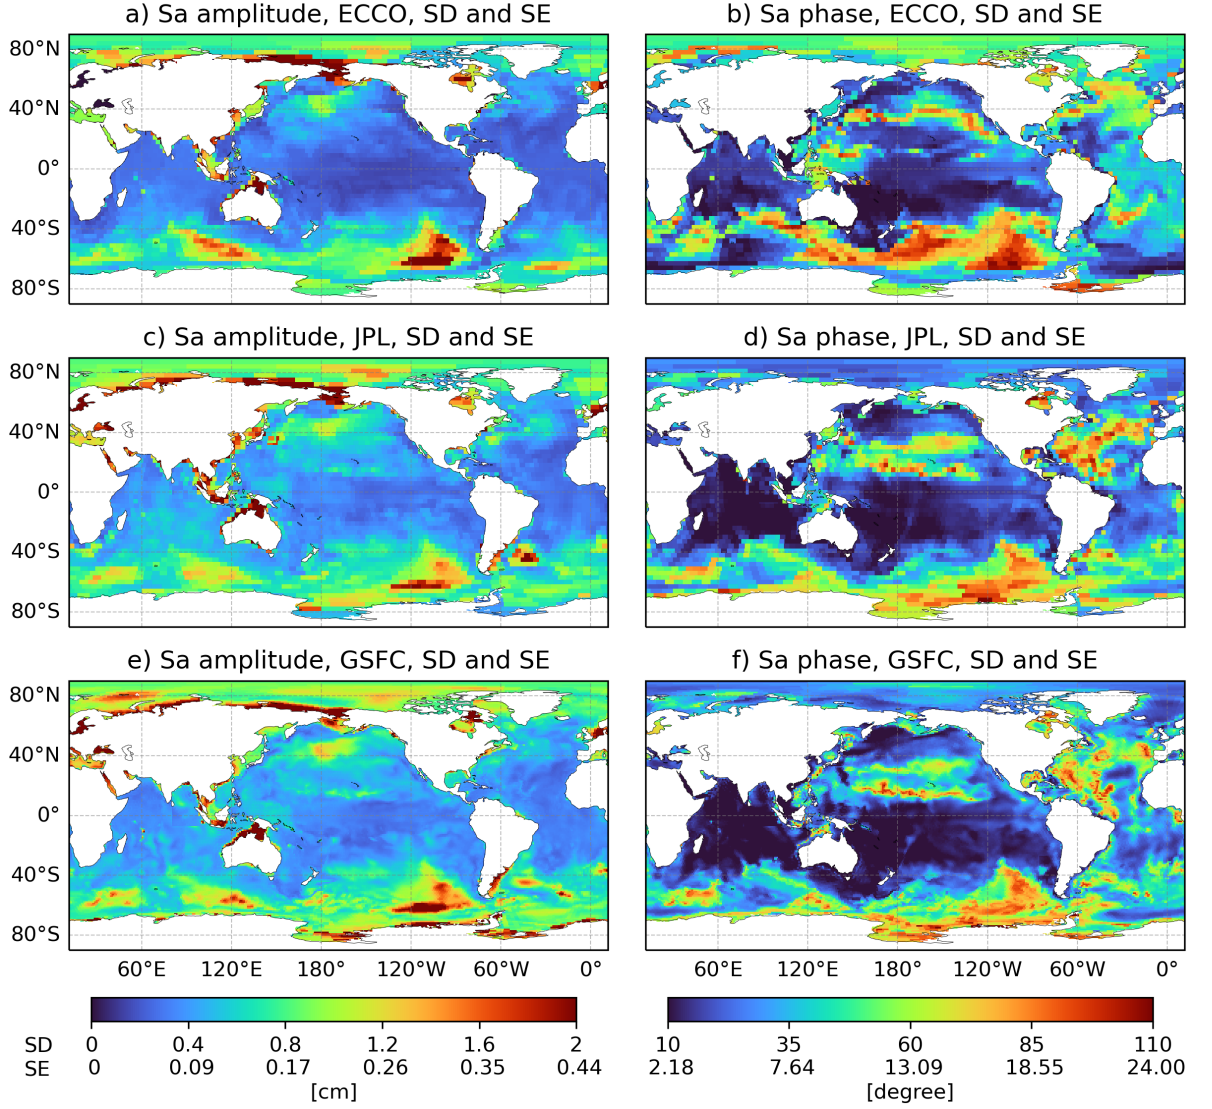 a) Sa amplitude, ECCO, SD and SE
b) Sa phase, ECCO, SD and SE
80°N
40°N
0°
40°S
80°S
c) Sa amplitude, JPL, SD and SE
d) Sa phase, JPL, SD and SE
80°N
40°N
0°
40°S
80°S
e) Sa amplitude, GSFC, SD and SE
f) Sa phase, GSFC, SD and SE
80°N
40°N
0°
40°S
80°S
60°E 120°E 180° 120°W 60°W 0°
60°E 120°E 180° 120°W 60°W 0°
SD 0 0.4 0.8 1.2 1.6 2
SE 0 0.09 0.17 0.26 0.35 0.44
[cm]
10 35 60 85 110
2.18 7.64 13.09 18.55 24.00
[degree]